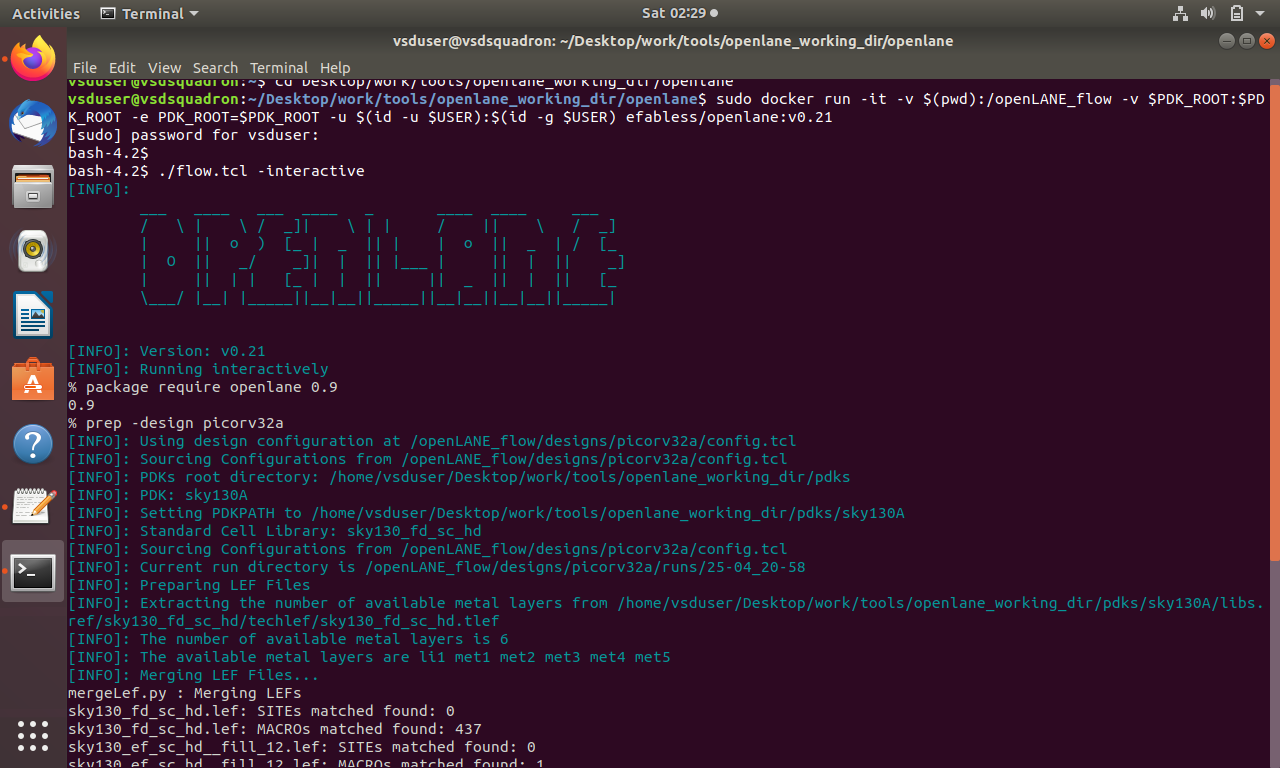 Activities
Terminal
Sat 02:29
vsduser@vsdsquadron: ~/Desktop/work/tools/openlane_working_dir/openlane
File Edit View Search Terminal Help
vsduser@vsdsquadron:~$ cd Desktop/work/tools/openlane_working_dir/openlane
vsduser@vsdsquadron:~/Desktop/work/tools/openlane_working_dir/openlane$ sudo docker run -it -v $(pwd):/openLANE_flow -v $PDK_ROOT:$PD
K_ROOT -e PDK_ROOT=$PDK_ROOT -u $(id -u $USER):$(id -g $USER) efabless/openlane:v0.21
[sudo] password for vsduser:
bash-4.2$
bash-4.2$ ./flow.tcl -interactive
[INFO]:
OPENLANE
[INFO]: Version: v0.21
[INFO]: Running interactively
% package require openlane 0.9
0.9
% prep -design picorv32a
[INFO]: Using design configuration at /openLANE_flow/designs/picorv32a/config.tcl
[INFO]: Sourcing Configurations from /openLANE_flow/designs/picorv32a/config.tcl
[INFO]: PDKs root directory: /home/vsduser/Desktop/work/tools/openlane_working_dir/pdks
[INFO]: PDK: sky130A
[INFO]: Setting PDKPATH to /home/vsduser/Desktop/work/tools/openlane_working_dir/pdks/sky130A
[INFO]: Standard Cell Library: sky130_fd_sc_hd
[INFO]: Sourcing Configurations from /openLANE_flow/designs/picorv32a/config.tcl
[INFO]: Current run directory is /openLANE_flow/designs/picorv32a/runs/25-04_20-58
[INFO]: Preparing LEF Files
[INFO]: Extracting the number of available metal layers from /home/vsduser/Desktop/work/tools/openlane_working_dir/pdks/sky130A/libs.
ref/sky130_fd_sc_hd/techlef/sky130_fd_sc_hd.tlef
[INFO]: The number of available metal layers is 6
[INFO]: The available metal layers are li1 met1 met2 met3 met4 met5
[INFO]: Merging LEF Files...
mergeLef.py : Merging LEFs
sky130_fd_sc_hd.lef: SITEs matched found: 0
sky130_fd_sc_hd.lef: MACROs matched found: 437
sky130_ef_sc_hd__fill_12.lef: SITEs matched found: 0
sky130_ef_sc_hd__fill_12.lef: MACROs matched found: 1